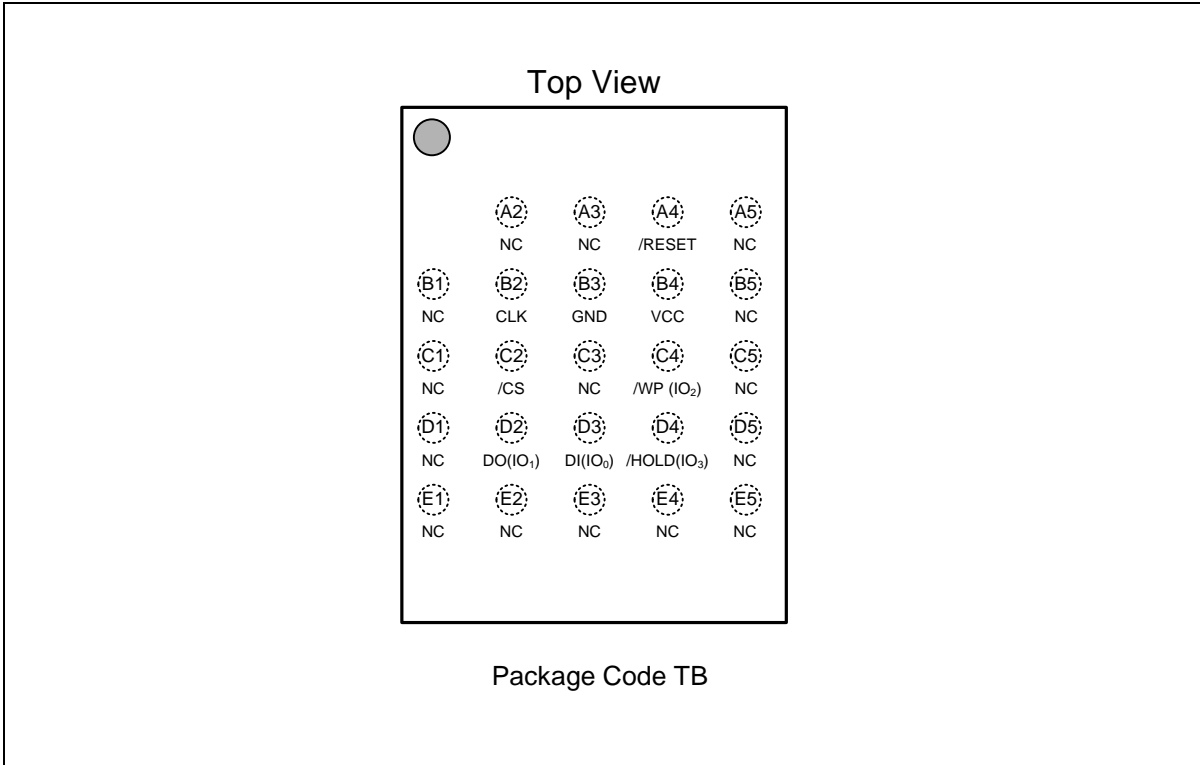 Top View
A2 A3 A4 A5
NC NC /RESET NC
B1 B2 B3 B4 B5
NC CLK GND VCC NC
C1 C2 C3 C4 C5
NC /CS NC /WP (IO₂) NC
D1 D2 D3 D4 D5
NC DO(IO₁) DI(IO₀) /HOLD(IO₃) NC
E1 E2 E3 E4 E5
NC NC NC NC NC
Package Code TB